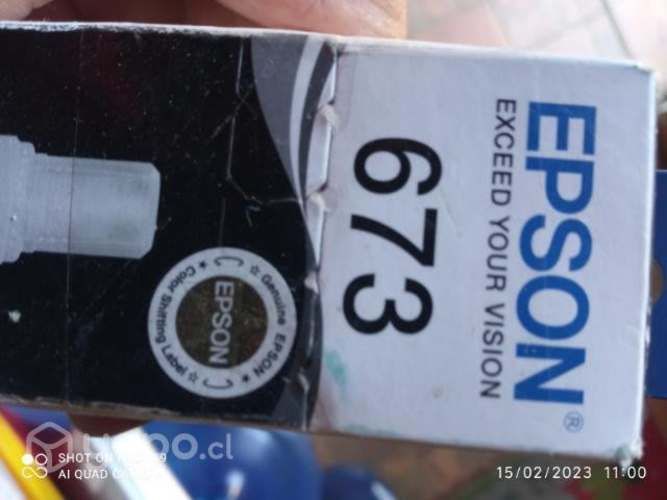 EPSON®
EXCEED YOUR VISION
673
☆ Genuine EPSON ☆ Color Shifting Label
EPSON
.cl
SHOT ON
AI QUAD
15/02/2023 11:00